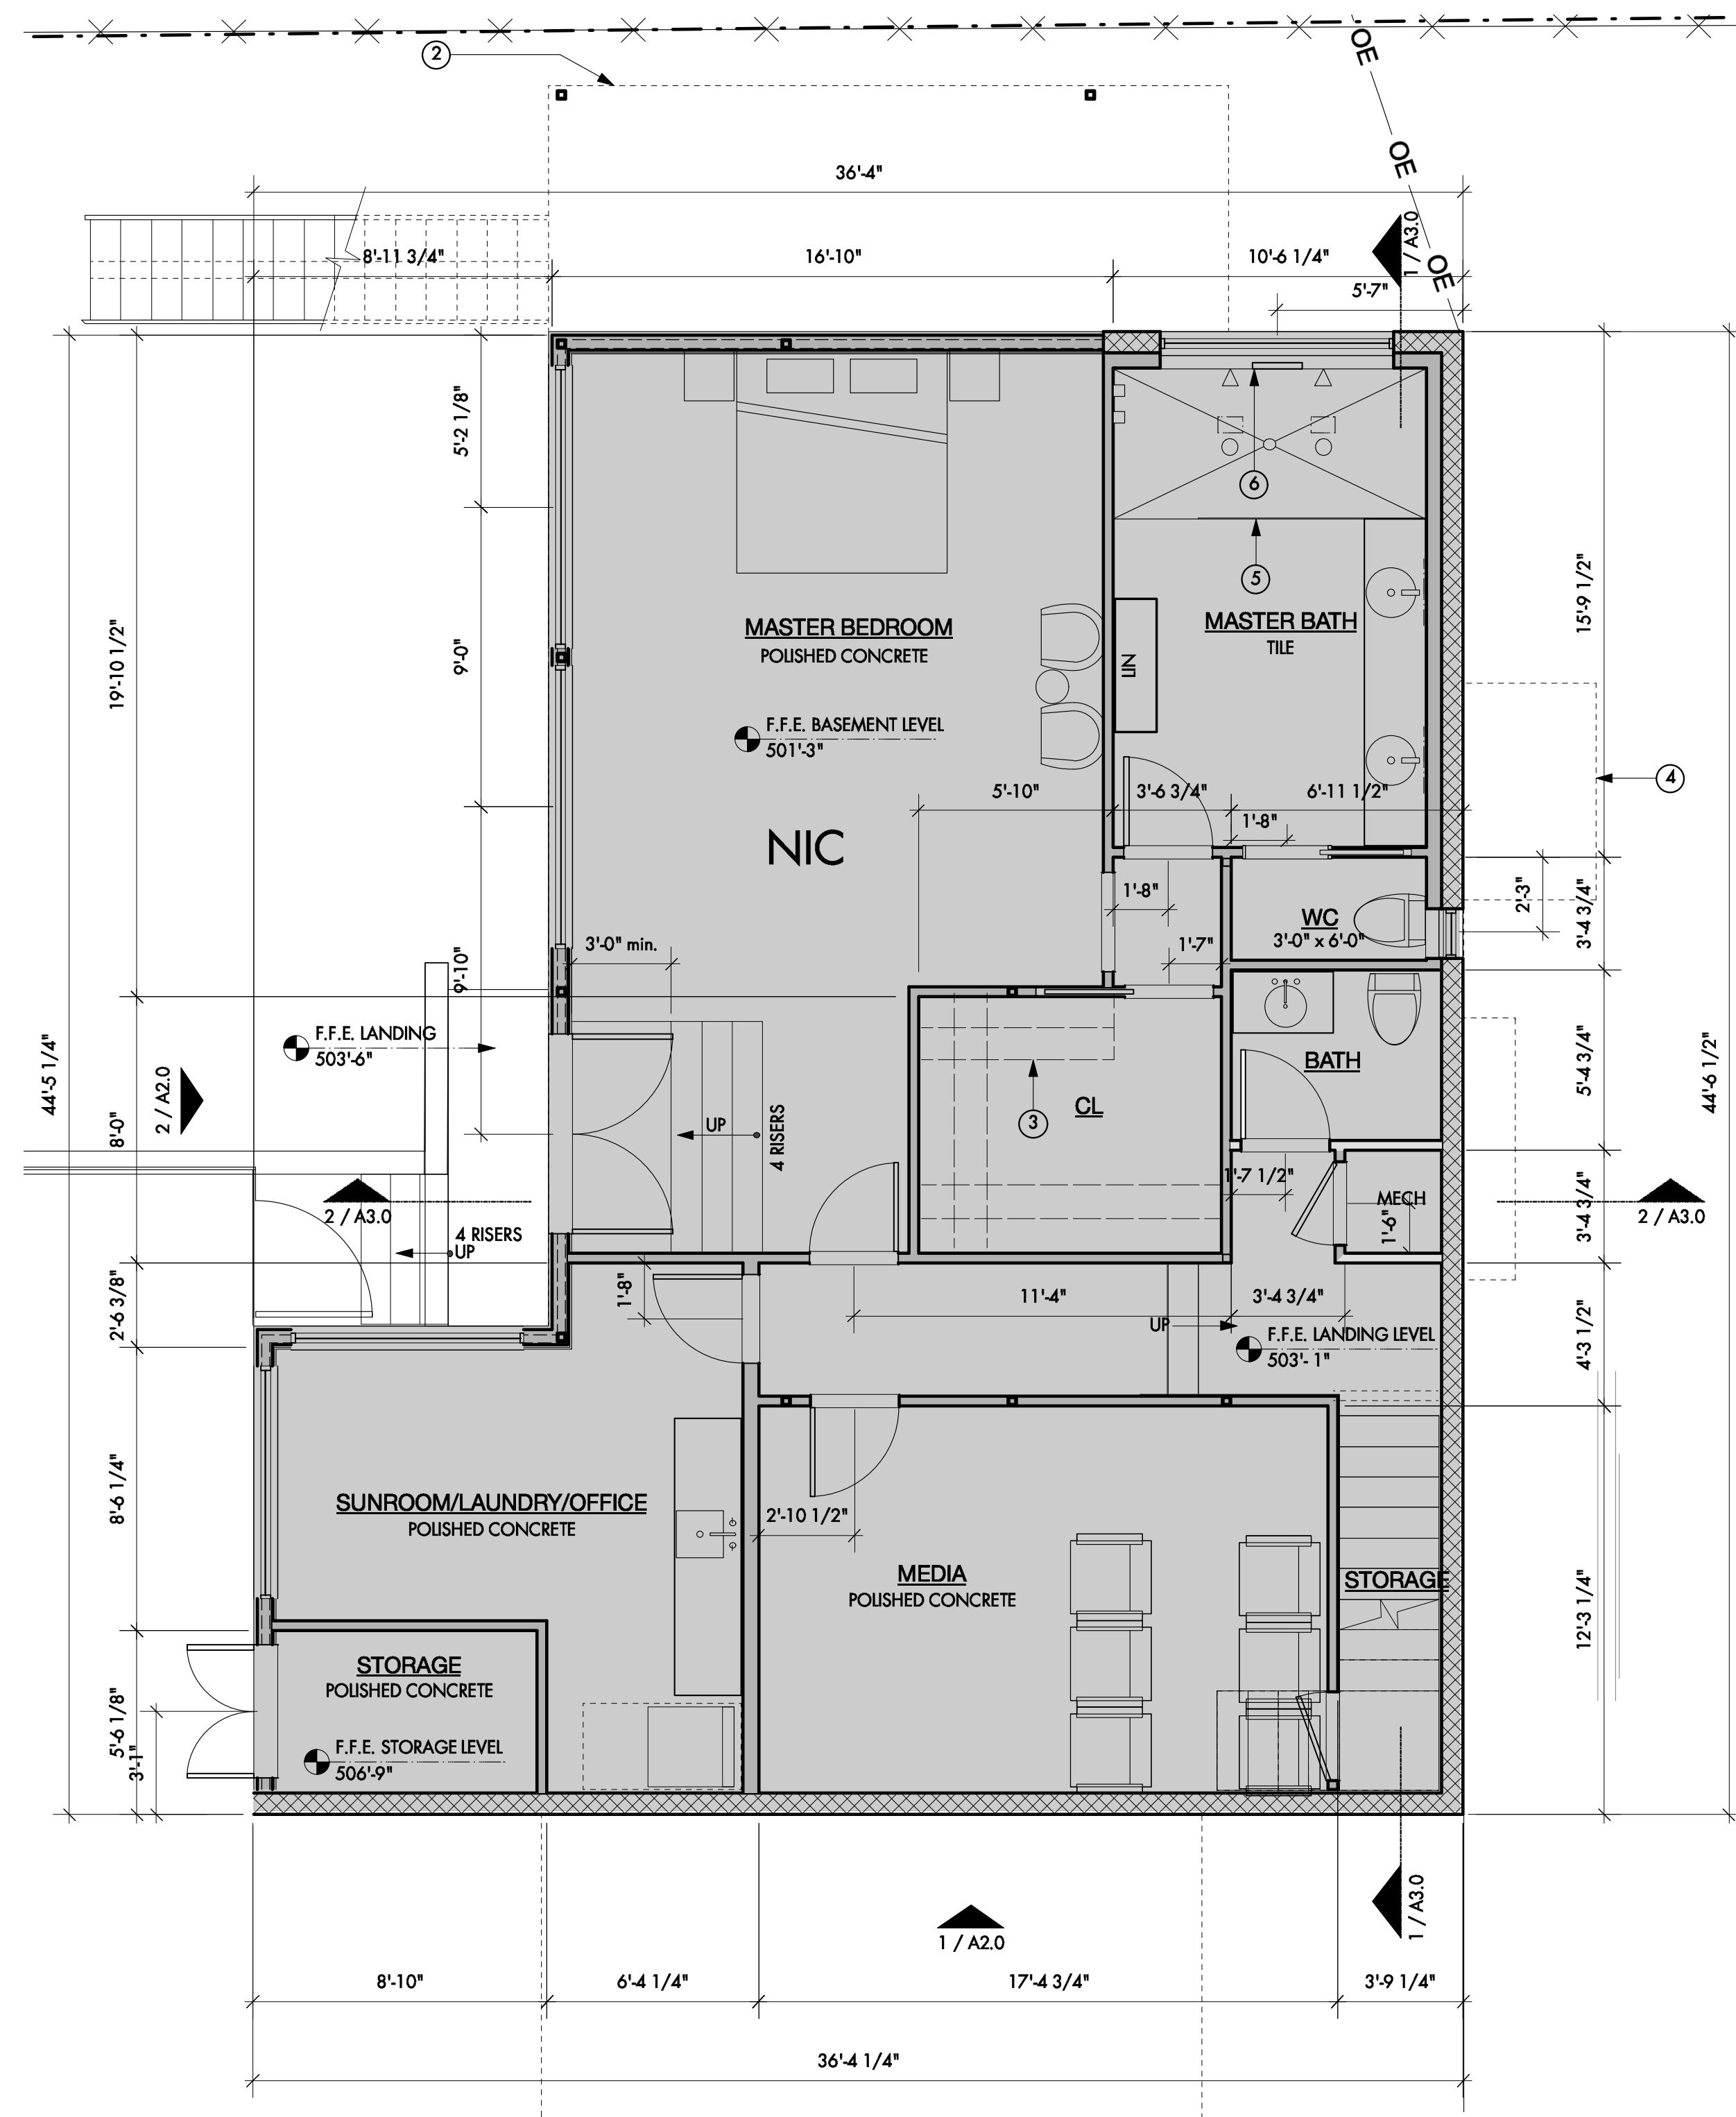 2
OE
OE
36'-4"
1 / A3.0
8'-11 3/4"
16'-10"
10'-6 1/4"
OE
5'-7"
5'-2 1/8"
6
5
15'-9 1/2"
MASTER BEDROOM
POLISHED CONCRETE
MASTER BATH
TILE
LIN
19'-10 1/2"
9'-0"
F.F.E. BASEMENT LEVEL
501'-3"
4
5'-10"
3'-6 3/4"
6'-11 1/2"
1'-8"
NIC
1'-8"
WC
3'-0" x 6'-0"
2'-3"
3'-4 3/4"
3'-0" min.
1'-7"
9'-10"
F.F.E. LANDING
503'-6"
44'-5 1/4"
2 / A2.0
8'-0"
UP
4 RISERS
3
CL
BATH
5'-4 3/4"
44'-6 1/2"
1'-7 1/2"
MECH
1'-6"
3'-4 3/4"
2 / A3.0
2 / A3.0
4 RISERS
UP
2'-6 3/8"
1'-8"
11'-4"
3'-4 3/4"
UP
F.F.E. LANDING LEVEL
503'- 1"
4'-3 1/2"
8'-6 1/4"
SUNROOM/LAUNDRY/OFFICE
POLISHED CONCRETE
2'-10 1/2"
MEDIA
POLISHED CONCRETE
STORAGE
12'-3 1/4"
STORAGE
POLISHED CONCRETE
5'-6 1/8"
3'-1"
F.F.E. STORAGE LEVEL
506'-9"
1 / A2.0
1 / A3.0
8'-10"
6'-4 1/4"
17'-4 3/4"
3'-9 1/4"
36'-4 1/4"